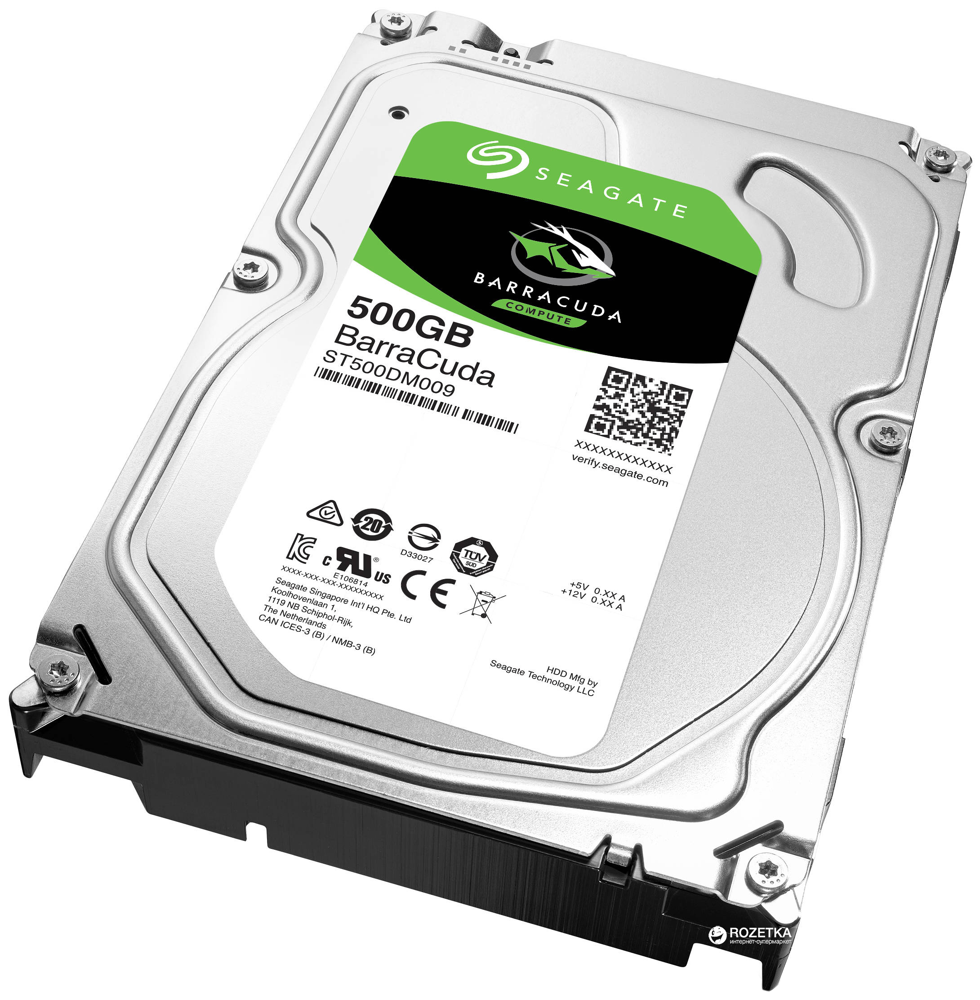 SEAGATE
BARRACUDA
COMPUTE
500GB
BarraCuda
ST500DM009
XXXXXXXXXXXX
verify.seagate.com
20
D33027
TÜV
SÜD
c US
®
E106814
CE
XXXX-XXX-XXX-XXXXXXXXX
Seagate Singapore Int'l HQ Pte. Ltd
Koolhovenlaan 1,
1119 NB Schiphol-Rijk,
The Netherlands
CAN ICES-3 (B) / NMB-3 (B)
+5V 0.XX A
+12V 0.XX A
HDD Mfg by
Seagate Technology LLC
ROZETKA
интернет-супермаркет